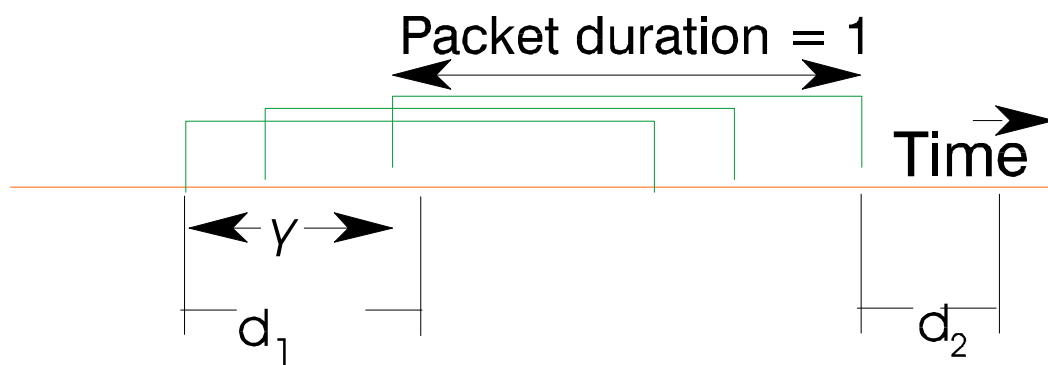 Packet duration = 1
Time
γ
d₁
d₂